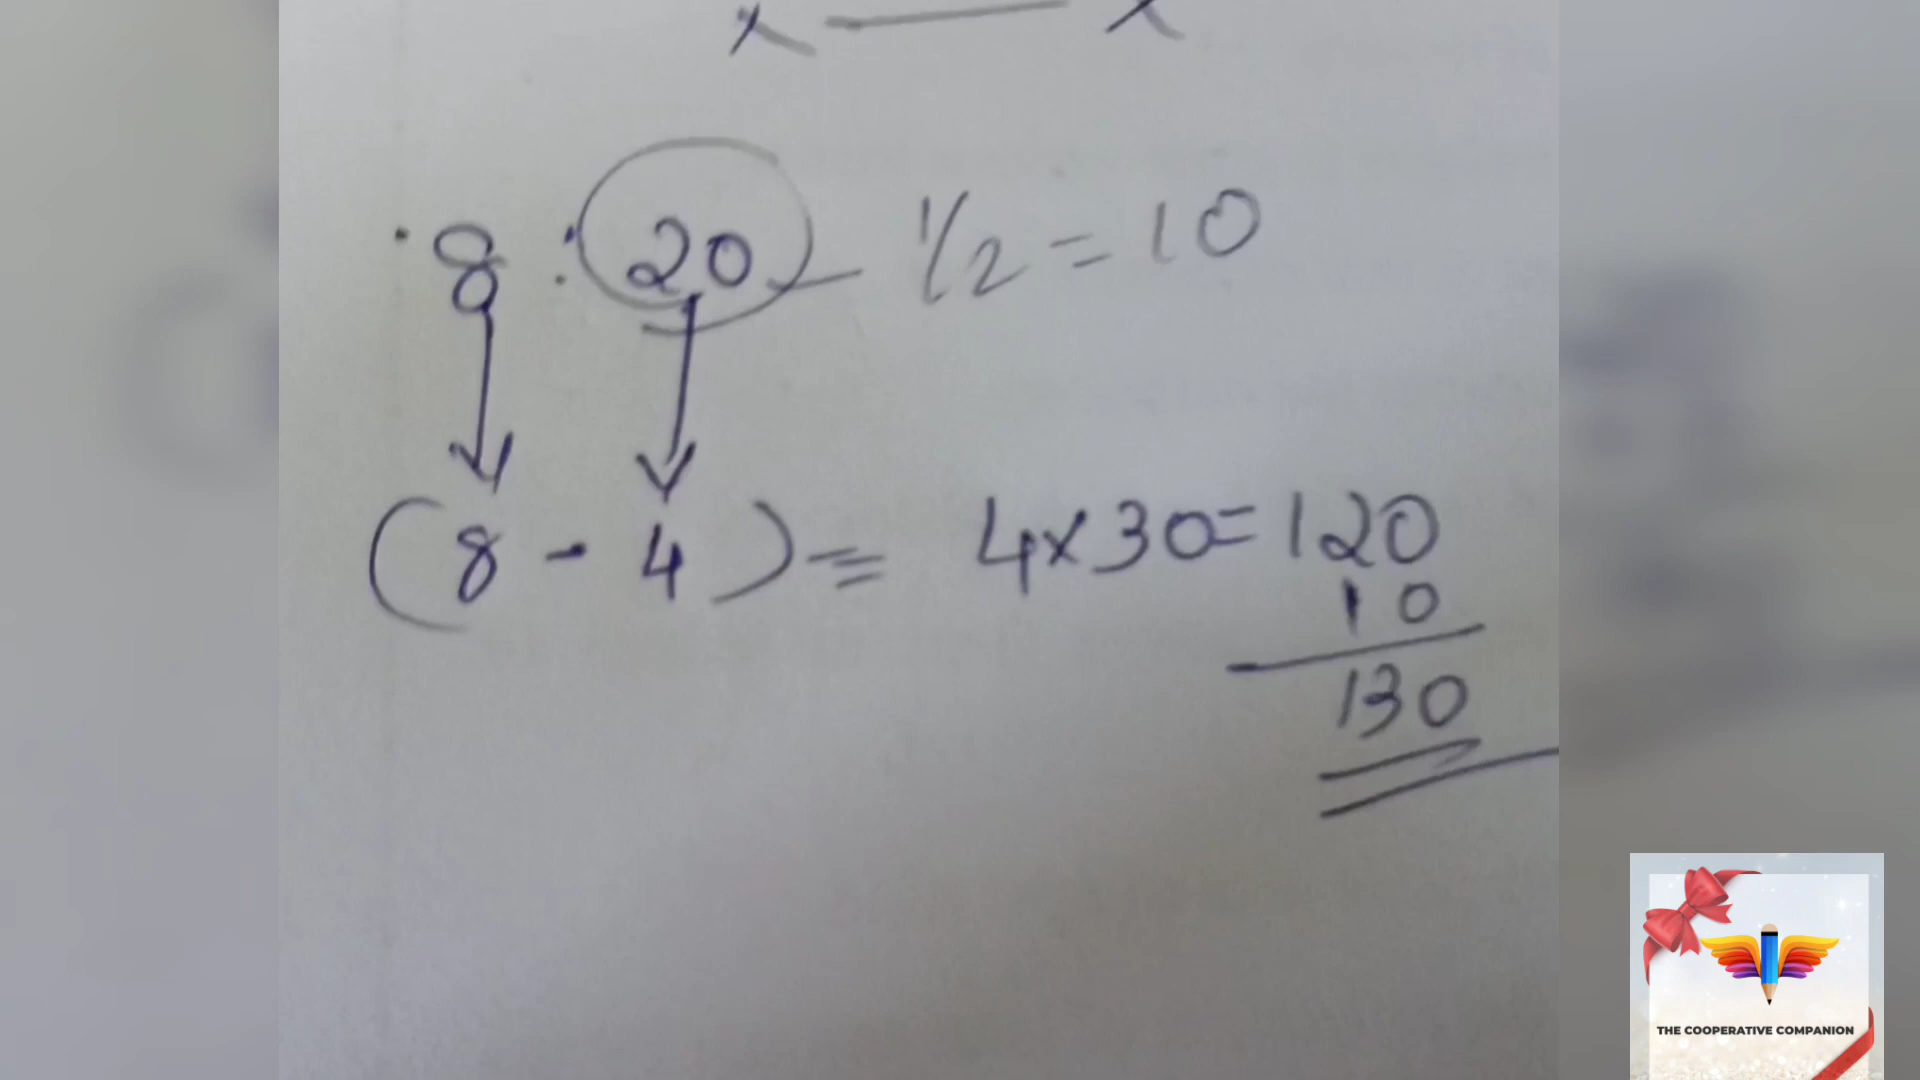 x — x
8 : 20 – 1/2 = 10
(8 - 4) = 4x30=120
10
130
THE COOPERATIVE COMPANION